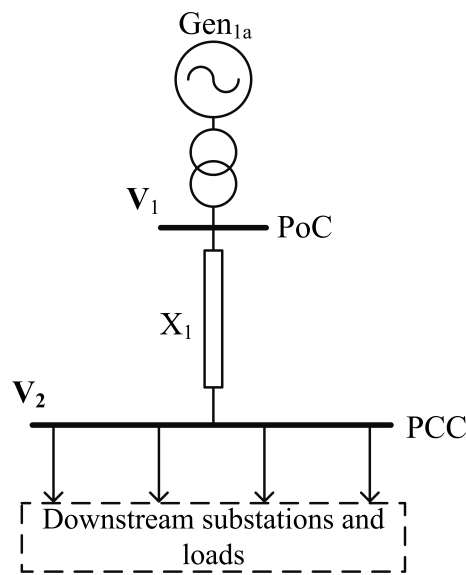 Gen₁ₐ
V₁
PoC
X₁
V₂
PCC
Downstream substations and
loads